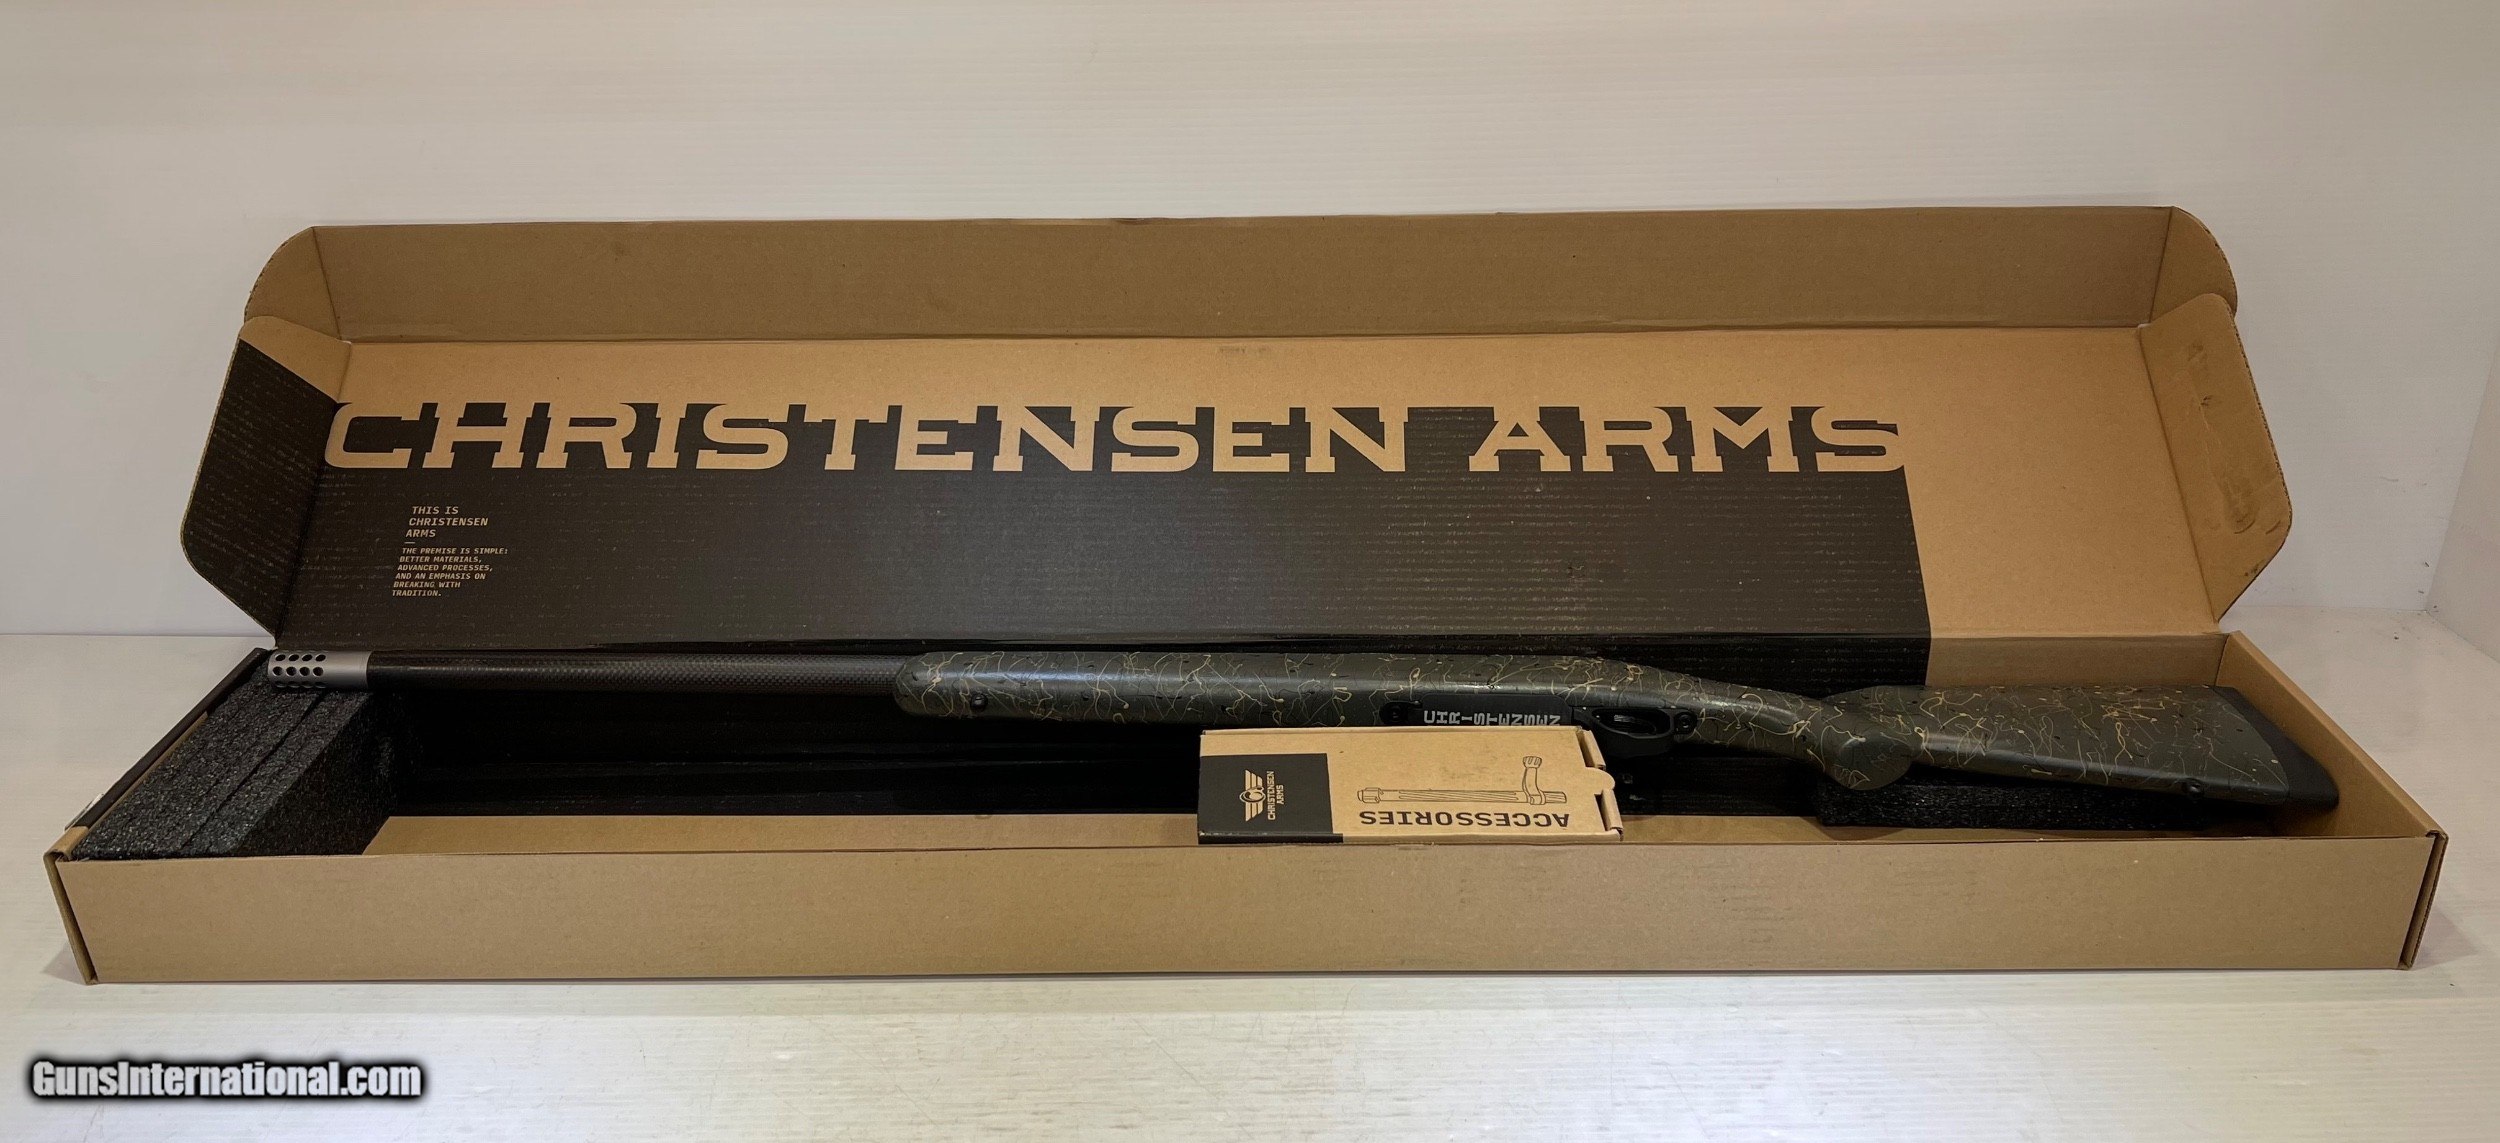 CHRISTENSEN ARMS
THIS IS
CHRISTENSEN
ARMS
THE PREMISE IS SIMPLE:
BETTER MATERIALS,
ADVANCED PROCESSES,
AND AN EMPHASIS ON
BREAKING WITH
TRADITION.
CHRISTENSEN
CHRISTENSEN
ARMS
ACCESSORIES
GunsInternational.com